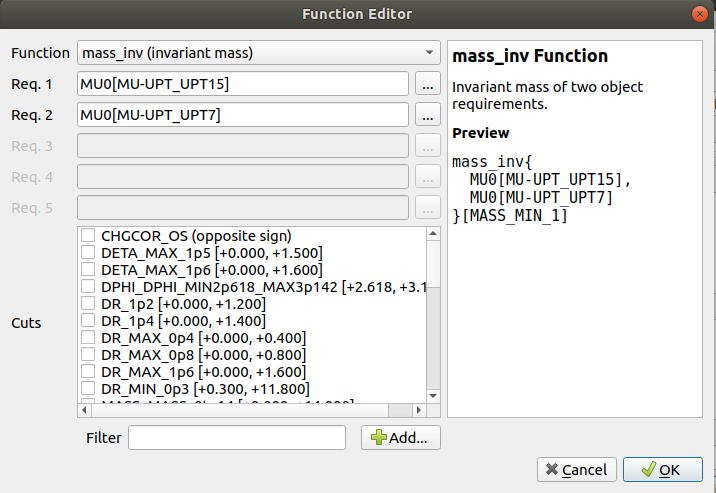 Function Editor
Function mass_inv (invariant mass)
Req. 1 MU0[MU-UPT_UPT15] ...
Req. 2 MU0[MU-UPT_UPT7] ...
Req. 3 ...
Req. 4 ...
Req. 5 ...
Cuts
CHGCOR_OS (opposite sign)
DETA_MAX_1p5 [+0.000, +1.500]
DETA_MAX_1p6 [+0.000, +1.600]
DPHI_DPHI_MIN2p618_MAX3p142 [+2.618, +3.1
DR_1p2 [+0.000, +1.200]
DR_1p4 [+0.000, +1.400]
DR_MAX_0p4 [+0.000, +0.400]
DR_MAX_0p8 [+0.000, +0.800]
DR_MAX_1p6 [+0.000, +1.600]
DR_MIN_0p3 [+0.300, +11.800]
Filter Add...
mass_inv Function
Invariant mass of two object
requirements.
Preview
mass_inv{
MU0[MU-UPT_UPT15],
MU0[MU-UPT_UPT7]
}[MASS_MIN_1]
Cancel OK